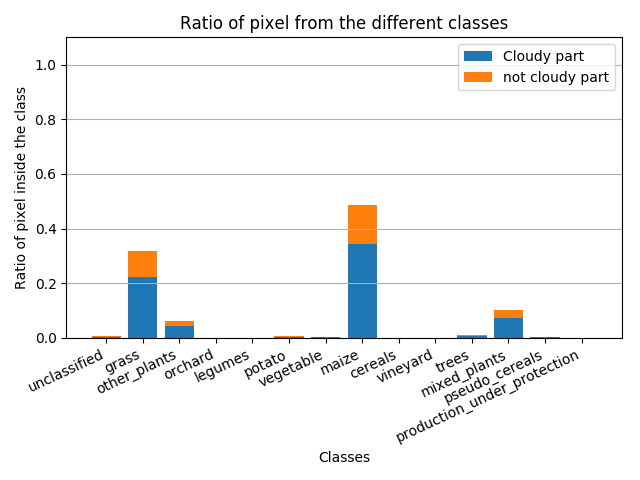 Ratio of pixel from the different classes
Cloudy part
not cloudy part
Ratio of pixel inside the class
1.0
0.8
0.6
0.4
0.2
0.0
unclassified
grass
other_plants
orchard
legumes
potato
vegetable
maize
cereals
vineyard
trees
mixed_plants
pseudo_cereals
production_under_protection
Classes